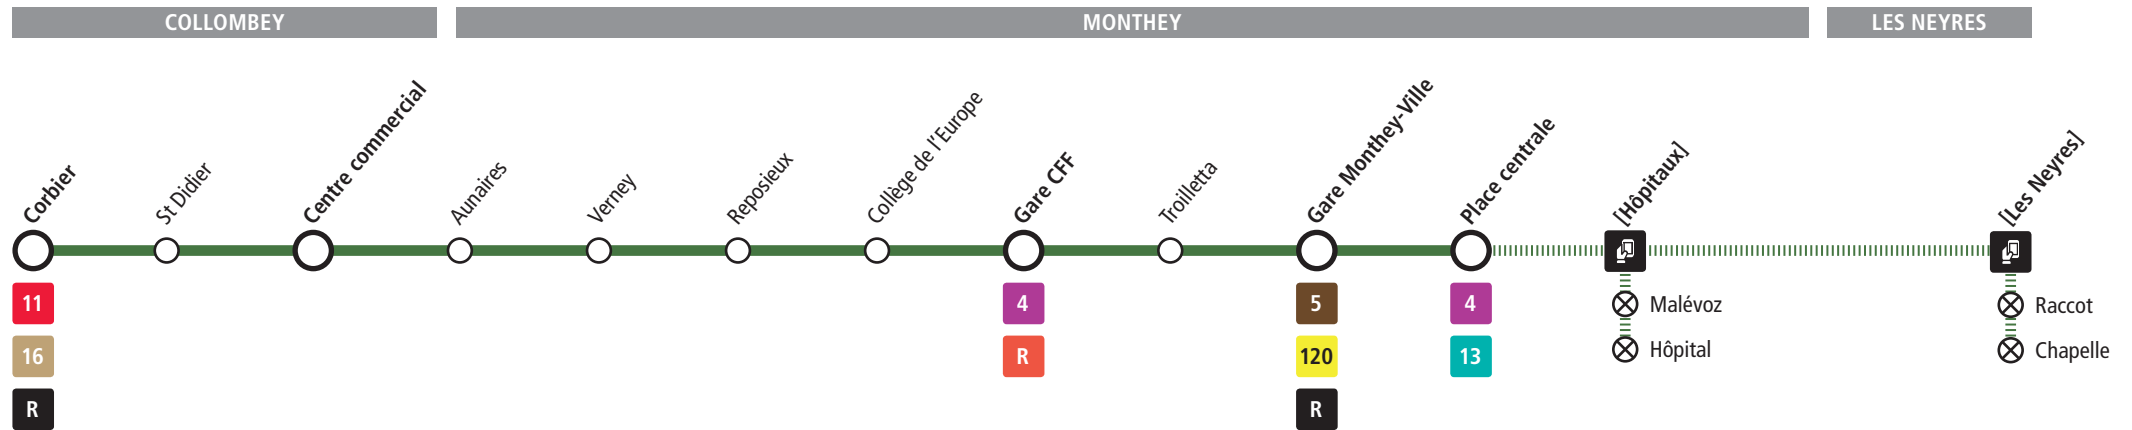 COLLOMBEY
MONTHEY
LES NEYRES
Corbier
St Didier
Centre commercial
Aunaires
Verney
Reposieux
Collège de l'Europe
Gare CFF
Troilletta
Gare Monthey-Ville
Place centrale
[Hôpitaux]
[Les Neyres]
11
4
5
4
Malévoz
Raccot
16
R
120
13
Hôpital
Chapelle
R
R